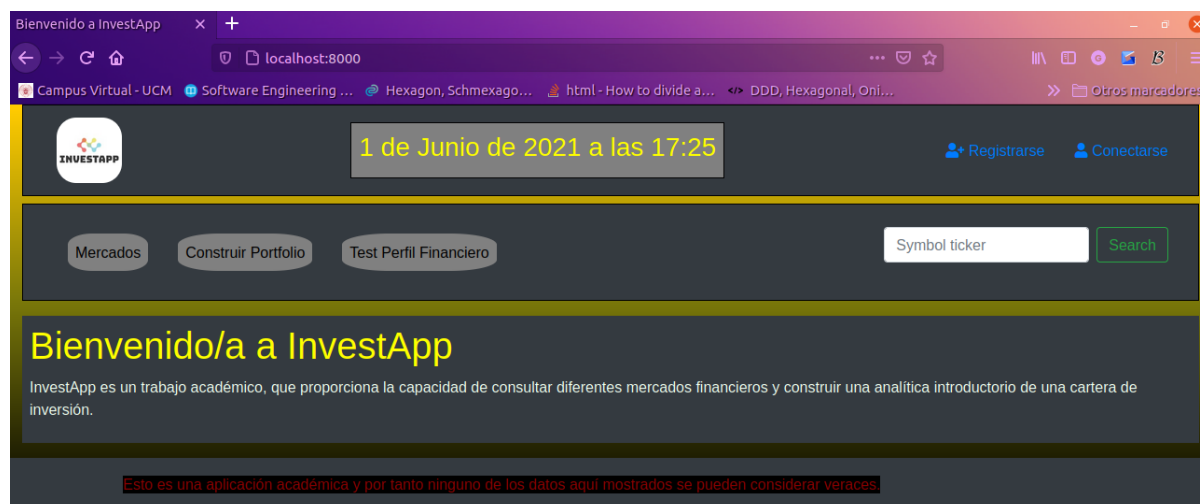 Bienvenido a InvestApp
localhost:8000
Campus Virtual - UCM Software Engineering ... Hexagon, Schmexago... html - How to divide a... DDD, Hexagonal, Oni... Otros marcadores
INVESTAPP
1 de Junio de 2021 a las 17:25
Registrarse Conectarse
Mercados Construir Portfolio Test Perfil Financiero Symbol ticker Search
Bienvenido/a a InvestApp
InvestApp es un trabajo académico, que proporciona la capacidad de consultar diferentes mercados financieros y construir una analítica introductorio de una cartera de
inversión.
Esto es una aplicación académica y por tanto ninguno de los datos aquí mostrados se pueden considerar veraces.